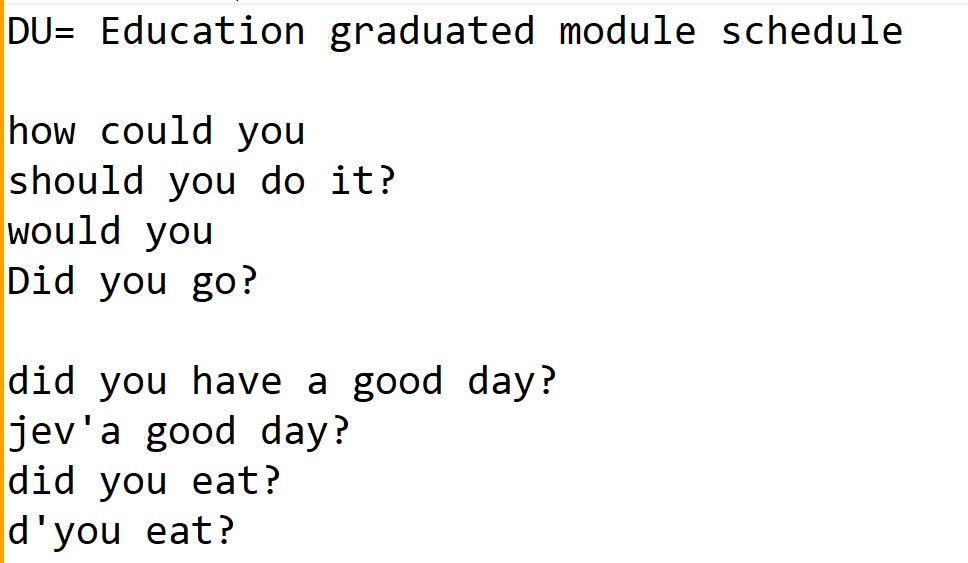 DU= Education graduated module schedule
how could you
should you do it?
would you
Did you go?
did you have a good day?
jev'a good day?
did you eat?
d'you eat?